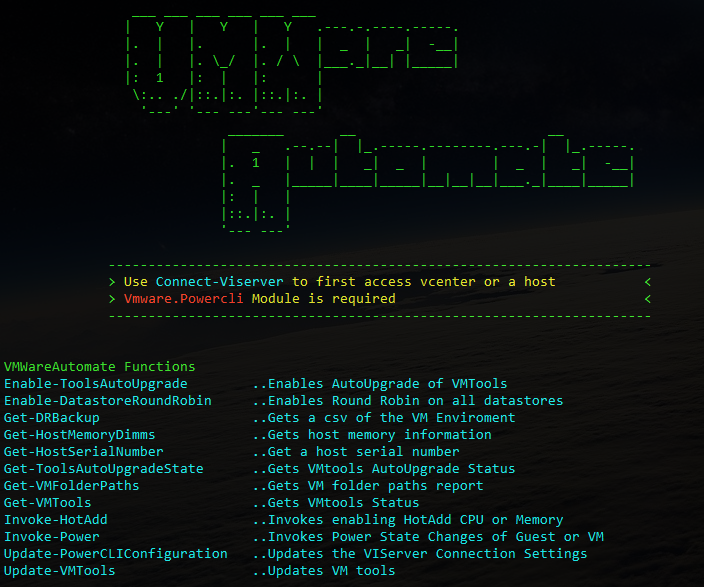 VMWare
Automate
> Use Connect-Viserver to first access vcenter or a host <
> Vmware.Powercli Module is required <
VMWareAutomate Functions
Enable-ToolsAutoUpgrade ..Enables AutoUpgrade of VMTools
Enable-DatastoreRoundRobin ..Enables Round Robin on all datastores
Get-DRBackup ..Gets a csv of the VM Enviroment
Get-HostMemoryDimms ..Gets host memory information
Get-HostSerialNumber ..Get a host serial number
Get-ToolsAutoUpgradeState ..Gets VMtools AutoUpgrade Status
Get-VMFolderPaths ..Gets VM folder paths report
Get-VMTools ..Gets VMtools Status
Invoke-HotAdd ..Invokes enabling HotAdd CPU or Memory
Invoke-Power ..Invokes Power State Changes of Guest or VM
Update-PowerCLIConfiguration ..Updates the VIServer Connection Settings
Update-VMTools ..Updates VM tools